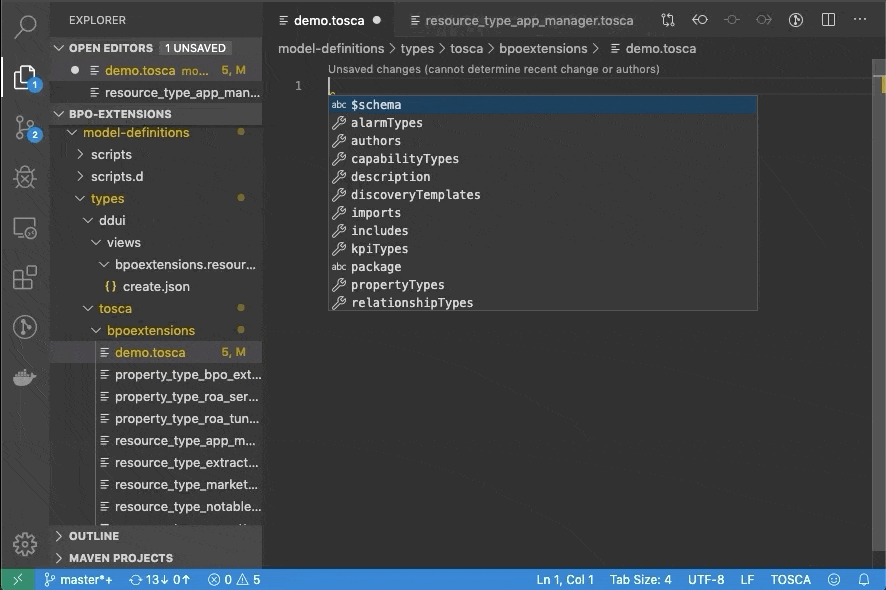 EXPLORER
OPEN EDITORS 1 UNSAVED
demo.tosca mo... 5, M
resource_type_app_man...
BPO-EXTENSIONS
model-definitions
scripts
scripts.d
types
ddui
views
bpoextensions.resour...
{} create.json
tosca
bpoextensions
demo.tosca 5, M
property_type_bpo_ext...
property_type_roa_ser...
property_type_roa_tun...
resource_type_app_m...
resource_type_extract...
resource_type_market...
resource_type_notable...
OUTLINE
MAVEN PROJECTS
1
2
demo.tosca
resource_type_app_manager.tosca
model-definitions > types > tosca > bpoextensions > demo.tosca
Unsaved changes (cannot determine recent change or authors)
1
abc $schema
alarmTypes
authors
capabilityTypes
description
discoveryTemplates
imports
includes
kpiTypes
abc package
propertyTypes
relationshipTypes
master*+ 13↓ 0↑ 0 5 Ln 1, Col 1 Tab Size: 4 UTF-8 LF TOSCA